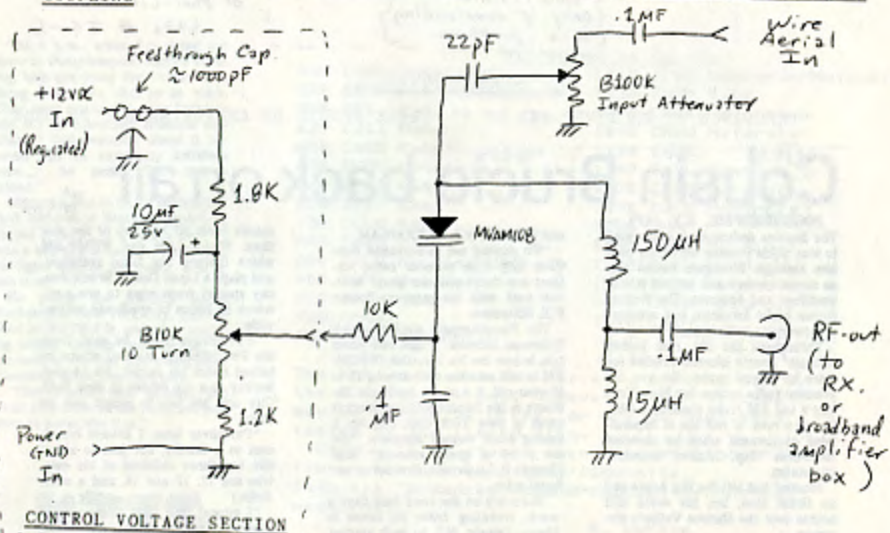 Feedthrough Cap.
≈1000pF
+12VDC
In
(Regulated)
1.8K
10µF
25V
+
B10K
10 Turn
1.2K
Power
GND
In
CONTROL VOLTAGE SECTION
10K
.1
MF
MVAM108
22pF
.1MF
Wire
Aerial
In
B100K
Input Attenuator
150µH
15µH
.1MF
RF-out
(to
RX.
or
broadband
amplifier
box)